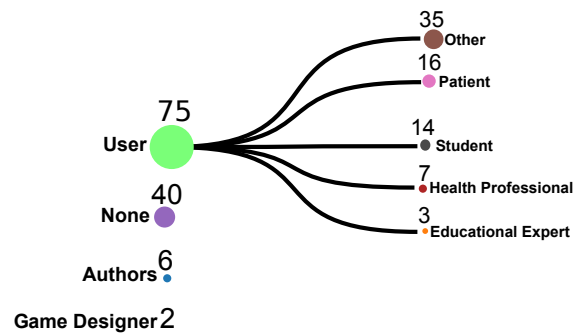 75
User
40
None
6
Authors
Game Designer 2
35
Other
16
Patient
14
Student
7
Health Professional
3
Educational Expert